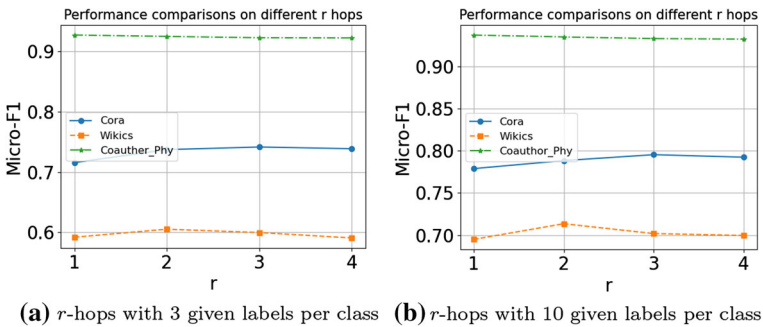 Performance comparisons on different r hops
Micro-F1
0.9
0.8
0.7
0.6
Cora
Wikics
Coauther_Phy
1 2 3 4
r
(a) r-hops with 3 given labels per class
Performance comparisons on different r hops
Micro-F1
0.90
0.85
0.80
0.75
0.70
Cora
Wikics
Coauthor_Phy
1 2 3 4
r
(b) r-hops with 10 given labels per class